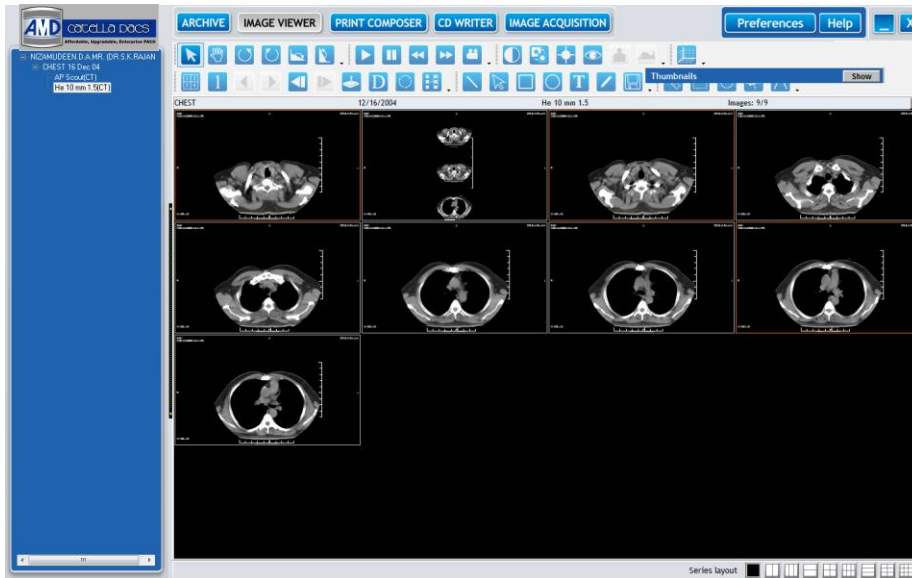 AMD CATELLA PACS
Affordable, Upgradable, Enterprise PACS
ARCHIVE IMAGE VIEWER PRINT COMPOSER CD WRITER IMAGE ACQUISITION Preferences Help
NIZAMUDEEN.D.A.MR. (DR.S.K.RAJAN
CHEST 16 Dec 04
AP Scout(CT)
He 10 mm 1.5(CT)
1 D T
Thumbnails Show
CHEST 12/16/2004 He 10 mm 1.5 Images: 9/9
Series layout